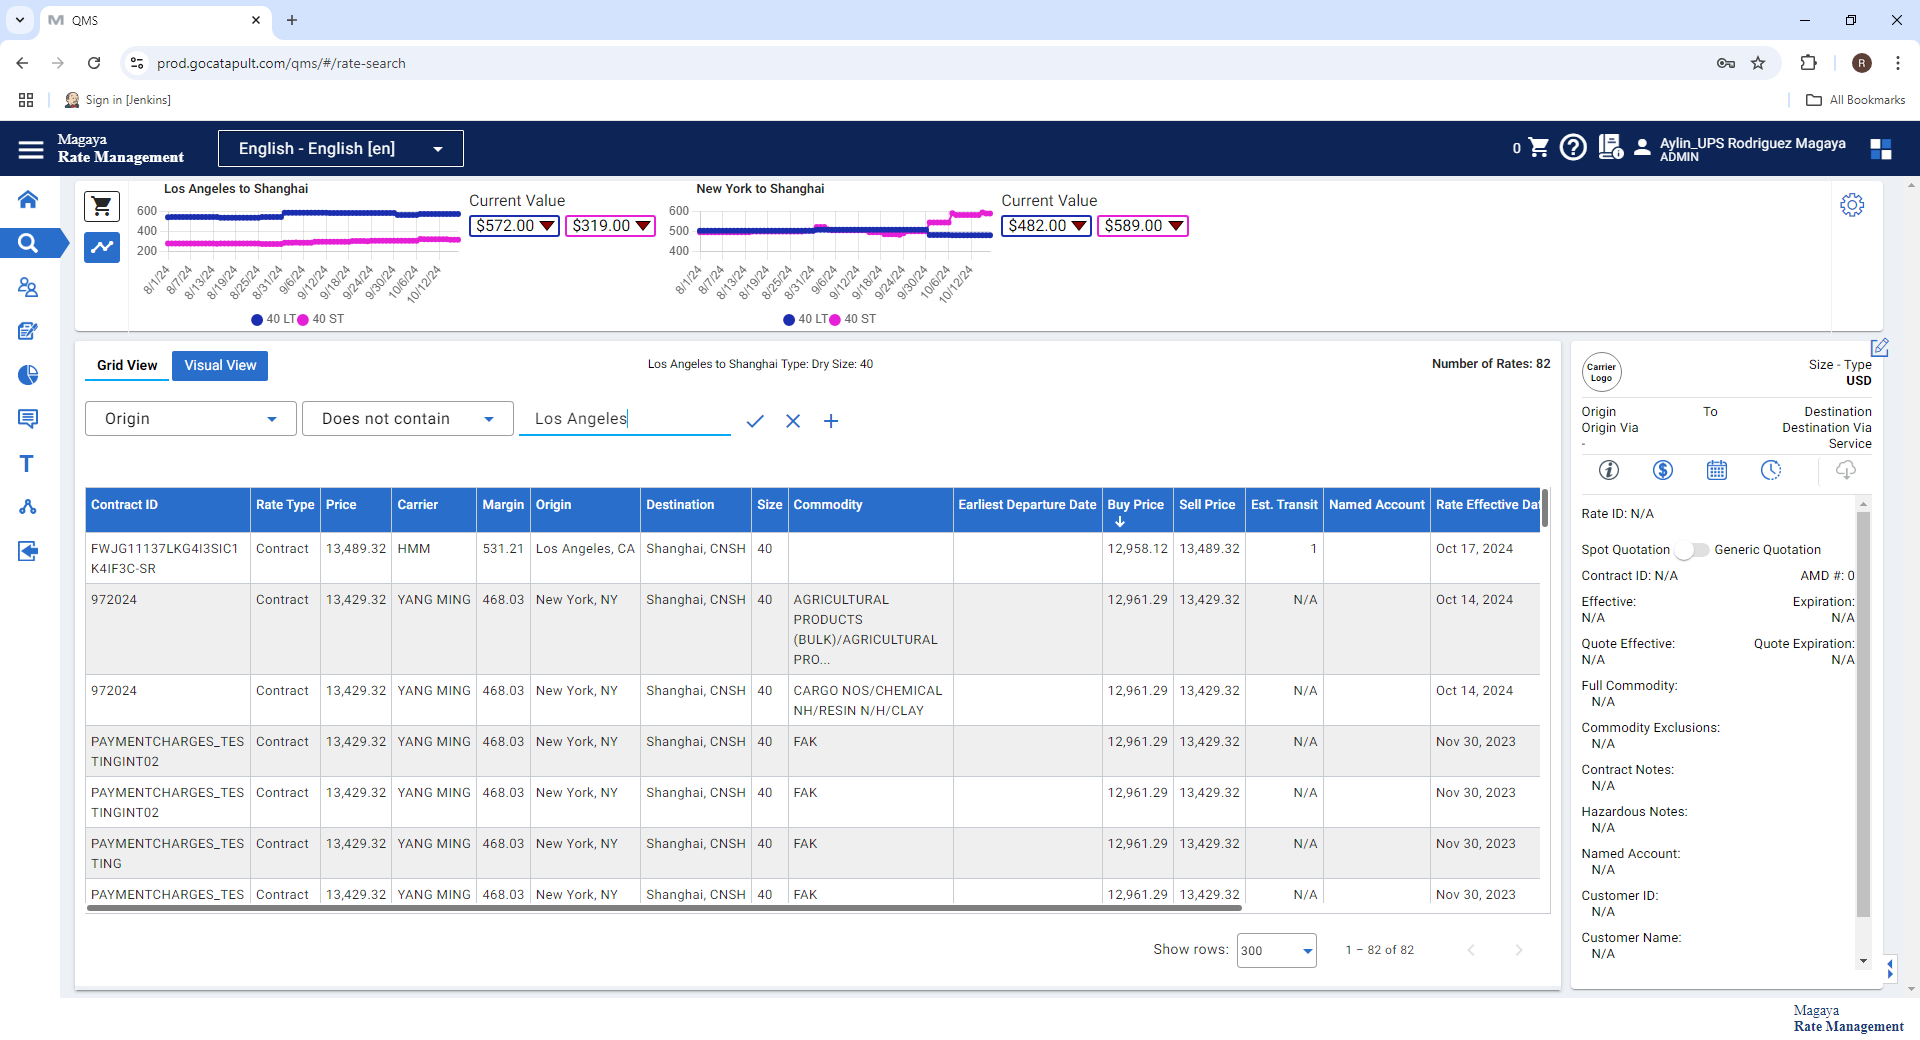 QMS
prod.gocatapult.com/qms/#/rate-search
R
Sign in [Jenkins]
All Bookmarks
Magaya
Rate Management
English - English [en]
0
Aylin_UPS Rodriguez Magaya
ADMIN
Los Angeles to Shanghai
600
400
200
8/1/24 8/7/24 8/13/24 8/19/24 8/25/24 8/31/24 9/6/24 9/12/24 9/18/24 9/24/24 9/30/24 10/6/24 10/12/24
40 LT 40 ST
Current Value
$572.00 $319.00
New York to Shanghai
600
500
400
8/1/24 8/7/24 8/13/24 8/19/24 8/25/24 8/31/24 9/6/24 9/12/24 9/18/24 9/24/24 9/30/24 10/6/24 10/12/24
40 LT 40 ST
Current Value
$482.00 $589.00
Grid View Visual View Los Angeles to Shanghai Type: Dry Size: 40 Number of Rates: 82
Origin Does not contain Los Angeles
Contract ID Rate Type Price Carrier Margin Origin Destination Size Commodity Earliest Departure Date Buy Price Sell Price Est. Transit Named Account Rate Effective Dat
FWJG11137LKG4I3SIC1 Contract 13,489.32 HMM 531.21 Los Angeles, CA Shanghai, CNSH 40 12,958.12 13,489.32 1 Oct 17, 2024
K4IF3C-SR
972024 Contract 13,429.32 YANG MING 468.03 New York, NY Shanghai, CNSH 40 AGRICULTURAL 12,961.29 13,429.32 N/A Oct 14, 2024
PRODUCTS
(BULK)/AGRICULTURAL
PRO...
972024 Contract 13,429.32 YANG MING 468.03 New York, NY Shanghai, CNSH 40 CARGO NOS/CHEMICAL 12,961.29 13,429.32 N/A Oct 14, 2024
NH/RESIN N/H/CLAY
PAYMENTCHARGES_TES Contract 13,429.32 YANG MING 468.03 New York, NY Shanghai, CNSH 40 FAK 12,961.29 13,429.32 N/A Nov 30, 2023
TINGINT02
PAYMENTCHARGES_TES Contract 13,429.32 YANG MING 468.03 New York, NY Shanghai, CNSH 40 FAK 12,961.29 13,429.32 N/A Nov 30, 2023
TINGINT02
PAYMENTCHARGES_TES Contract 13,429.32 YANG MING 468.03 New York, NY Shanghai, CNSH 40 FAK 12,961.29 13,429.32 N/A Nov 30, 2023
TING
PAYMENTCHARGES_TES Contract 13,429.32 YANG MING 468.03 New York, NY Shanghai, CNSH 40 FAK 12,961.29 13,429.32 N/A Nov 30, 2023
Show rows: 300 1 – 82 of 82
Carrier
Logo
Size - Type
USD
Origin To Destination
Origin Via Destination Via
- Service
Rate ID: N/A
Spot Quotation Generic Quotation
Contract ID: N/A AMD #: 0
Effective: Expiration:
N/A N/A
Quote Effective: Quote Expiration:
N/A N/A
Full Commodity:
N/A
Commodity Exclusions:
N/A
Contract Notes:
N/A
Hazardous Notes:
N/A
Named Account:
N/A
Customer ID:
N/A
Customer Name:
N/A
Magaya
Rate Management